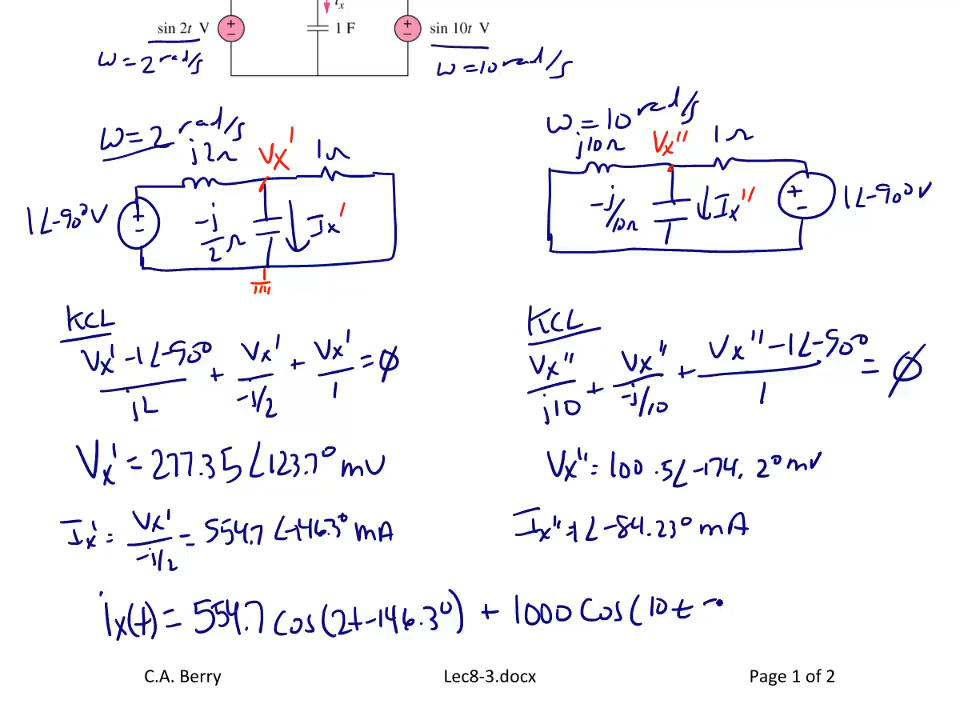 ix
sin 2t V
1 F
sin 10t V
ω = 2 rad/s
ω = 10 rad/s
ω = 2 rad/s
j2Ω
Vx'
1Ω
1∠-90° V
+
-
-j/2 Ω
Ix'
ω = 10 rad/s
j10Ω
Vx''
1Ω
-j/10Ω
Ix''
+
-
1∠-90° V
KCL
(Vx' - 1∠-90°)/j2 + Vx'/(-j/2) + Vx'/1 = ∅
Vx' = 277.35∠123.7° mV
Ix' = Vx'/(-j/2) = 554.7∠-146.3° mA
KCL
Vx''/j10 + Vx''/(-j/10) + (Vx'' - 1∠-90°)/1 = ∅
Vx'' = 100.5∠-174.2° mV
Ix'' = 1∠-84.23° mA
ix(t) = 554.7 cos(2t - 146.3°) + 1000 cos(10t -
C.A. Berry
Lec8-3.docx
Page 1 of 2